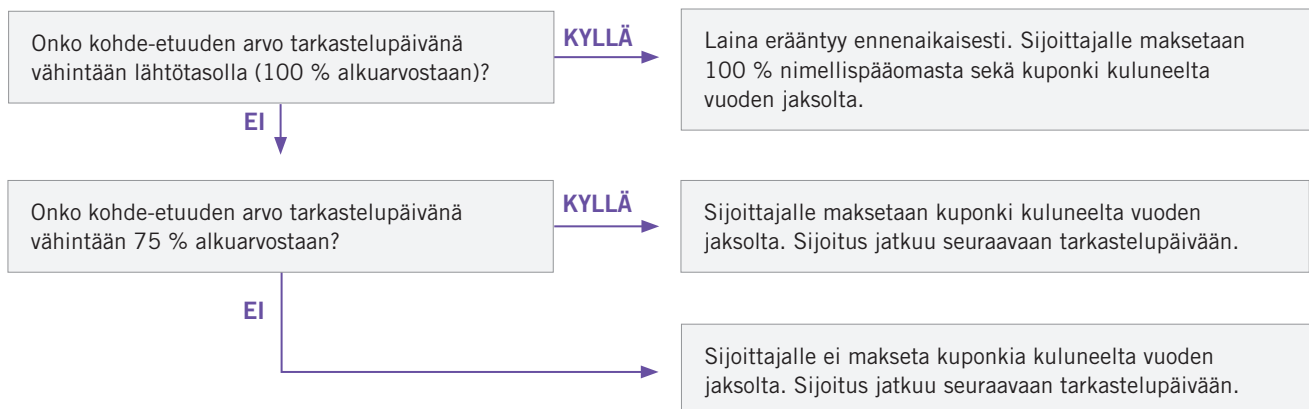 Onko kohde-etuuden arvo tarkastelupäivänä
vähintään lähtötasolla (100 % alkuarvostaan)?
KYLLÄ
Laina erääntyy ennenaikaisesti. Sijoittajalle maksetaan
100 % nimellispääomasta sekä kuponki kuluneelta
vuoden jaksolta.
EI
Onko kohde-etuuden arvo tarkastelupäivänä
vähintään 75 % alkuarvostaan?
KYLLÄ
Sijoittajalle maksetaan kuponki kuluneelta vuoden
jaksolta. Sijoitus jatkuu seuraavaan tarkastelupäivään.
EI
Sijoittajalle ei makseta kuponkia kuluneelta vuoden
jaksolta. Sijoitus jatkuu seuraavaan tarkastelupäivään.